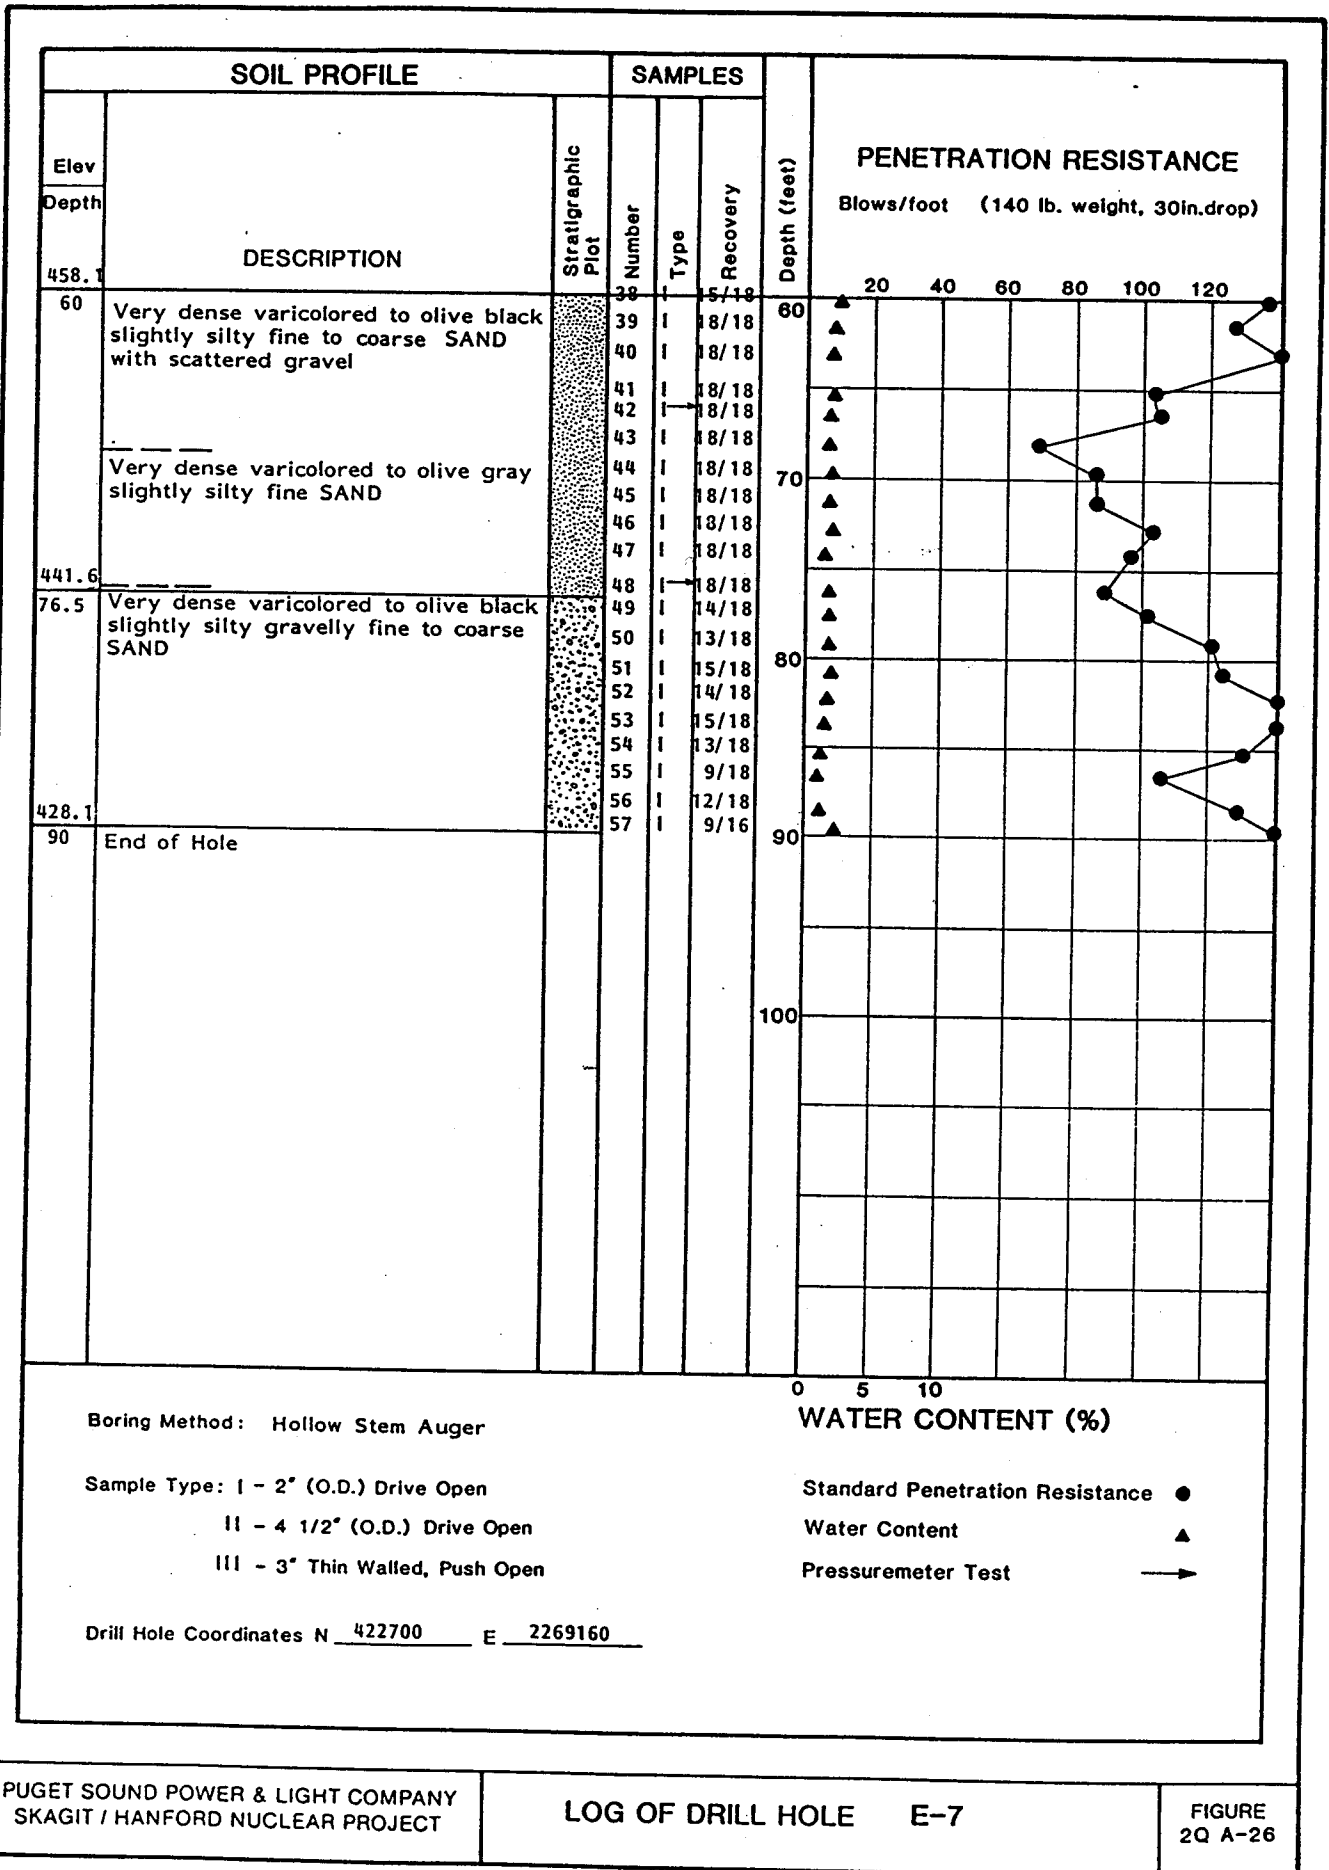 SOIL PROFILE
SAMPLES
Elev
Depth
DESCRIPTION
Stratigraphic Plot
Number
Type
Recovery
Depth (feet)
PENETRATION RESISTANCE
Blows/foot (140 lb. weight, 30in.drop)
20 40 60 80 100 120
458.1
60
Very dense varicolored to olive black
slightly silty fine to coarse SAND
with scattered gravel
Very dense varicolored to olive gray
slightly silty fine SAND
441.6
76.5
Very dense varicolored to olive black
slightly silty gravelly fine to coarse
SAND
428.1
90
End of Hole
38 I 15/18
39 I 18/18
40 I 18/18
41 I 18/18
42 I 18/18
43 I 18/18
44 I 18/18
45 I 18/18
46 I 18/18
47 I 18/18
48 I 18/18
49 I 14/18
50 I 13/18
51 I 15/18
52 I 14/18
53 I 15/18
54 I 13/18
55 I 9/18
56 I 12/18
57 I 9/16
60
70
80
90
100
0 5 10
WATER CONTENT (%)
Boring Method: Hollow Stem Auger
Sample Type: I - 2" (O.D.) Drive Open
II - 4 1/2" (O.D.) Drive Open
III - 3" Thin Walled, Push Open
Standard Penetration Resistance
Water Content
Pressuremeter Test
Drill Hole Coordinates N 422700 E 2269160
PUGET SOUND POWER & LIGHT COMPANY
SKAGIT / HANFORD NUCLEAR PROJECT
LOG OF DRILL HOLE E-7
FIGURE
2Q A-26